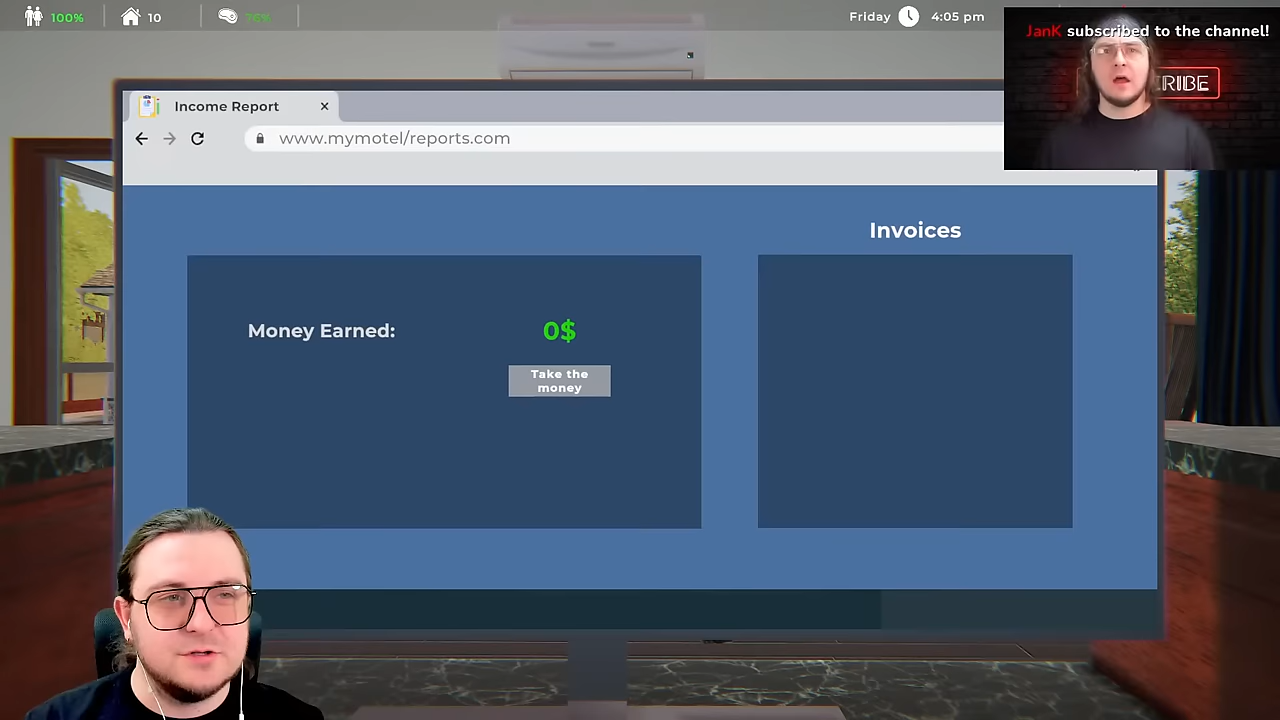 100%
10
76%
Friday
4:05 pm
JanK subscribed to the channel!
RIBE
Income Report
www.mymotel/reports.com
Invoices
Money Earned:
0$
Take the
money